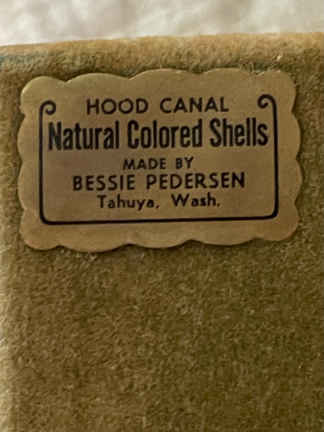 HOOD CANAL
Natural Colored Shells
MADE BY
BESSIE PEDERSEN
Tahuya, Wash.